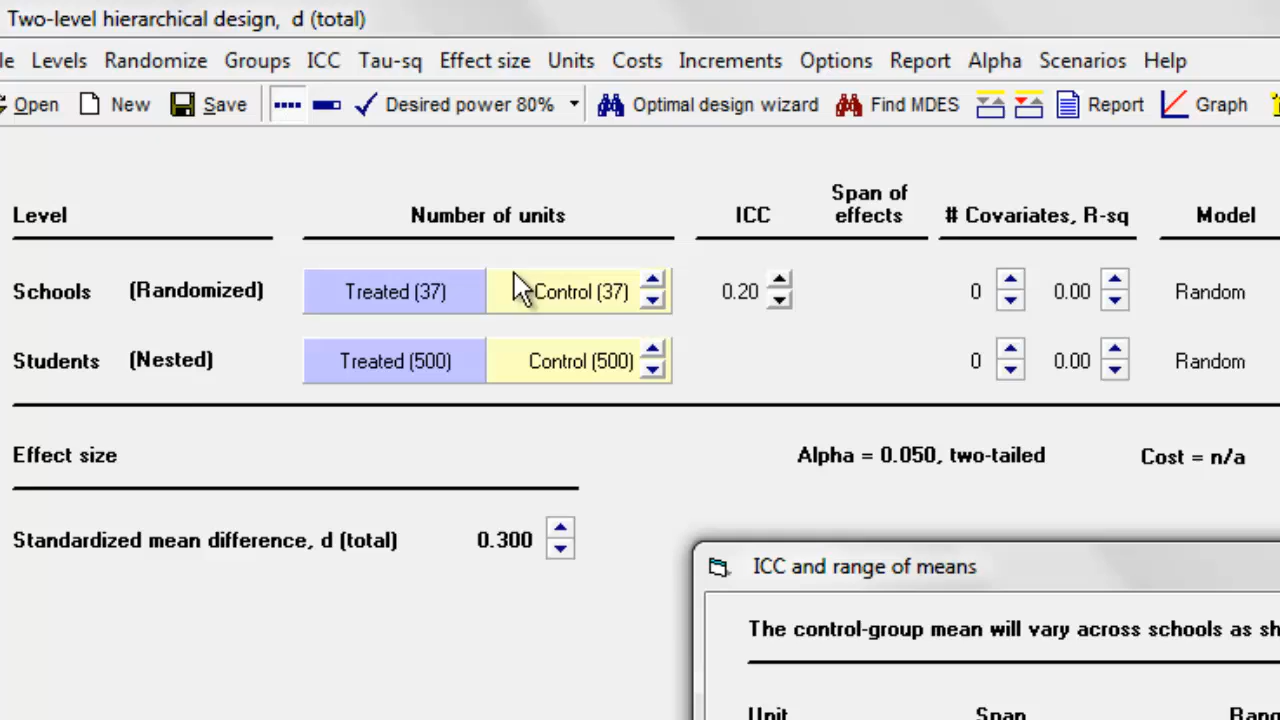 Two-level hierarchical design, d (total)
le Levels Randomize Groups ICC Tau-sq Effect size Units Costs Increments Options Report Alpha Scenarios Help
Open New Save Desired power 80% Optimal design wizard Find MDES Report Graph
Span of
Level Number of units ICC effects # Covariates, R-sq Model
Schools (Randomized) Treated (37) Control (37) 0.20 0 0.00 Random
Students (Nested) Treated (500) Control (500) 0 0.00 Random
Effect size Alpha = 0.050, two-tailed Cost = n/a
Standardized mean difference, d (total) 0.300
ICC and range of means
The control-group mean will vary across schools as sh
Unit Span Rang